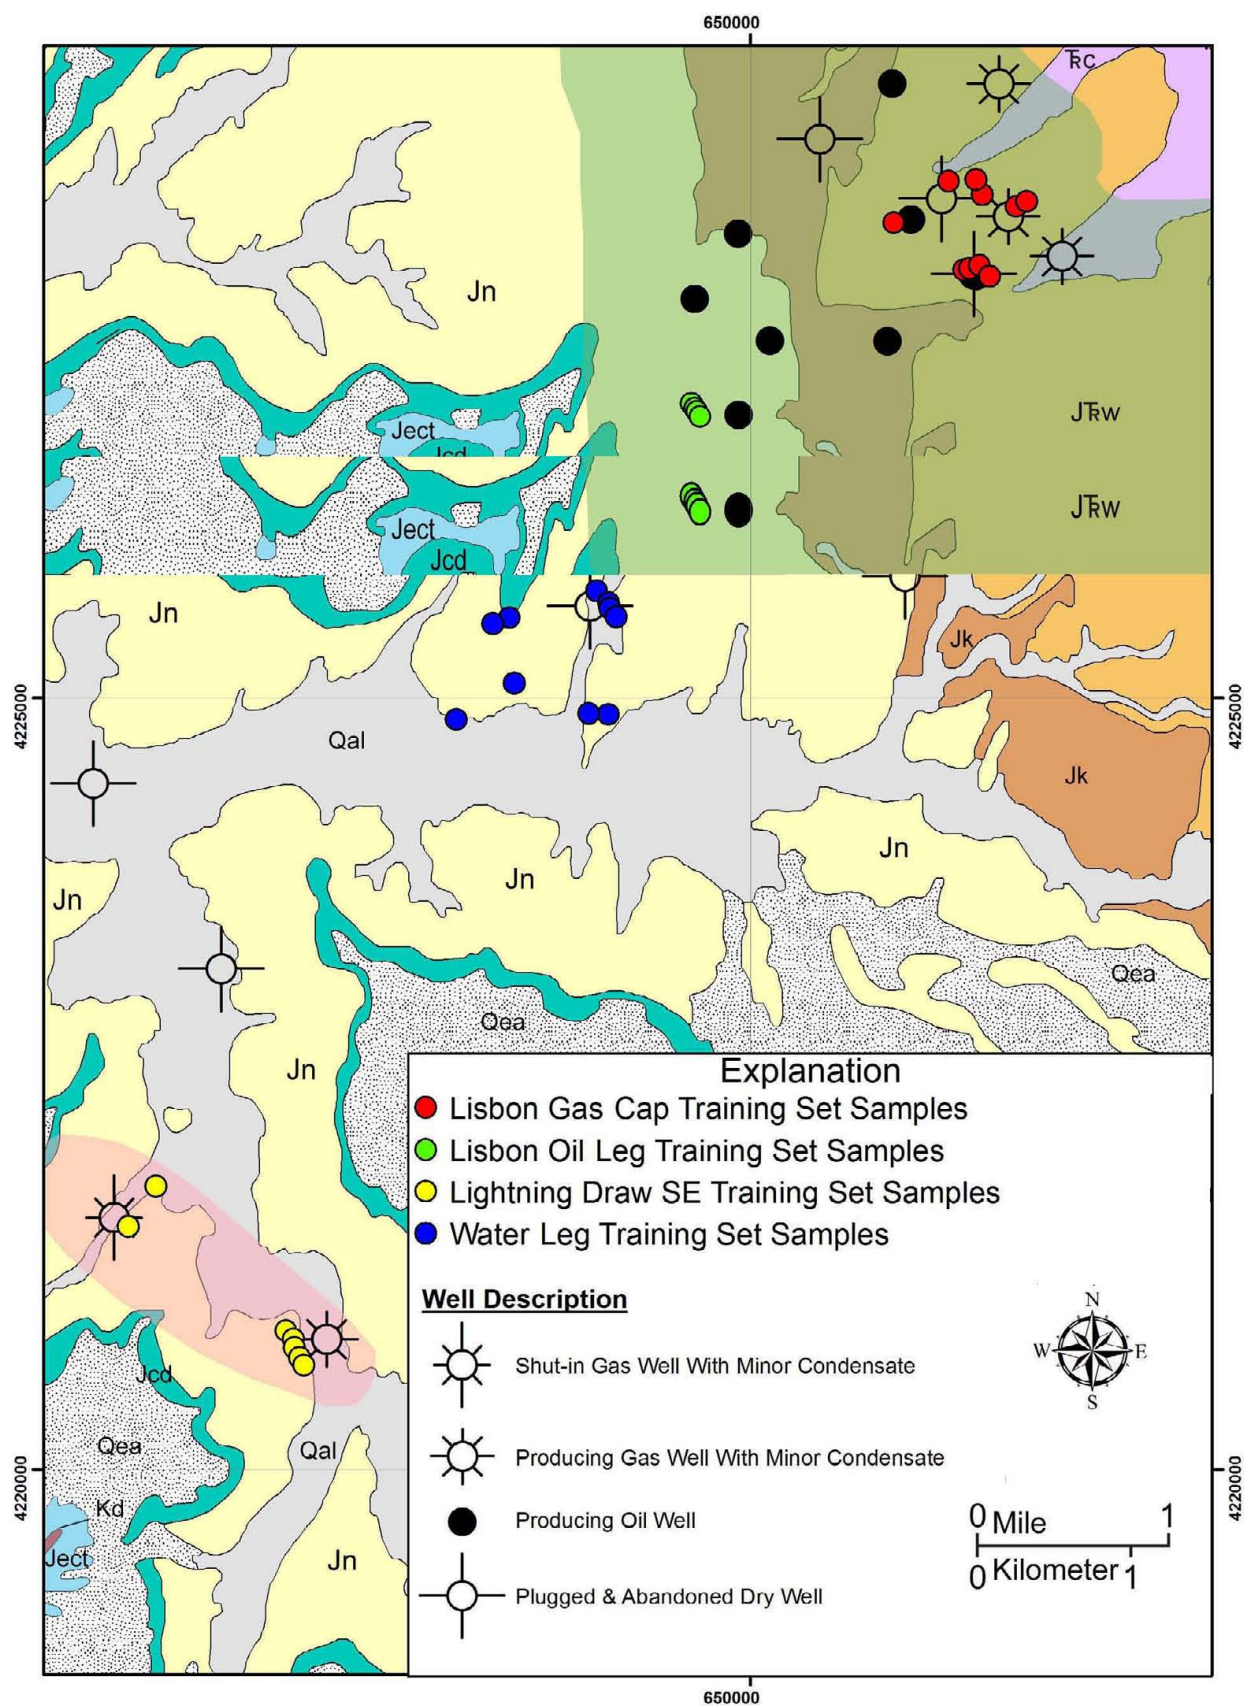 650000
TRC
Jn
Ject
Jcd
JTRW
Ject
Jcd
JTRW
Jn
Jk
4225000
4225000
Qal
Jk
Jn
Jn
Jn
Qea
Qea
Jn
Explanation
Lisbon Gas Cap Training Set Samples
Lisbon Oil Leg Training Set Samples
Lightning Draw SE Training Set Samples
Water Leg Training Set Samples
Well Description
N
W E
S
Shut-in Gas Well With Minor Condensate
Jcd
Qea
Qal
Producing Gas Well With Minor Condensate
4220000
4220000
Kd
Producing Oil Well
0 Mile 1
0 Kilometer 1
Ject
Jn
Plugged & Abandoned Dry Well
650000